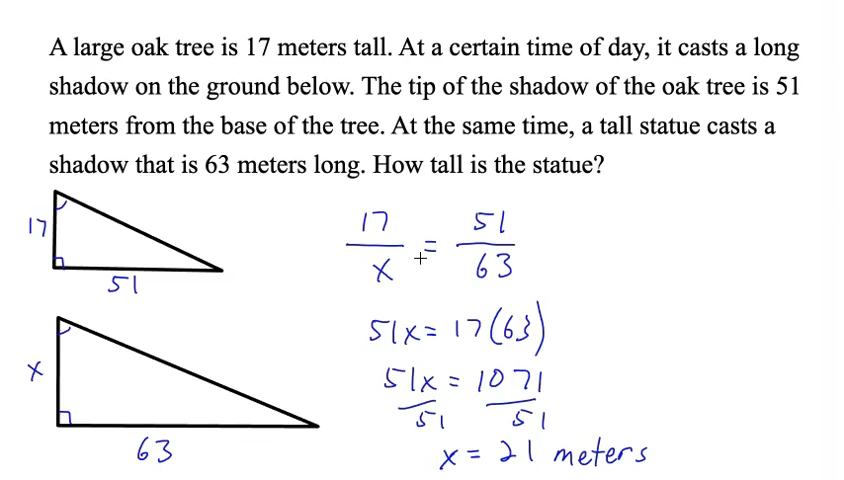 A large oak tree is 17 meters tall. At a certain time of day, it casts a long
shadow on the ground below. The tip of the shadow of the oak tree is 51
meters from the base of the tree. At the same time, a tall statue casts a
shadow that is 63 meters long. How tall is the statue?
17
51
x
63
17/x = 51/63
51x = 17(63)
51x = 1071
51 51
x = 21 meters